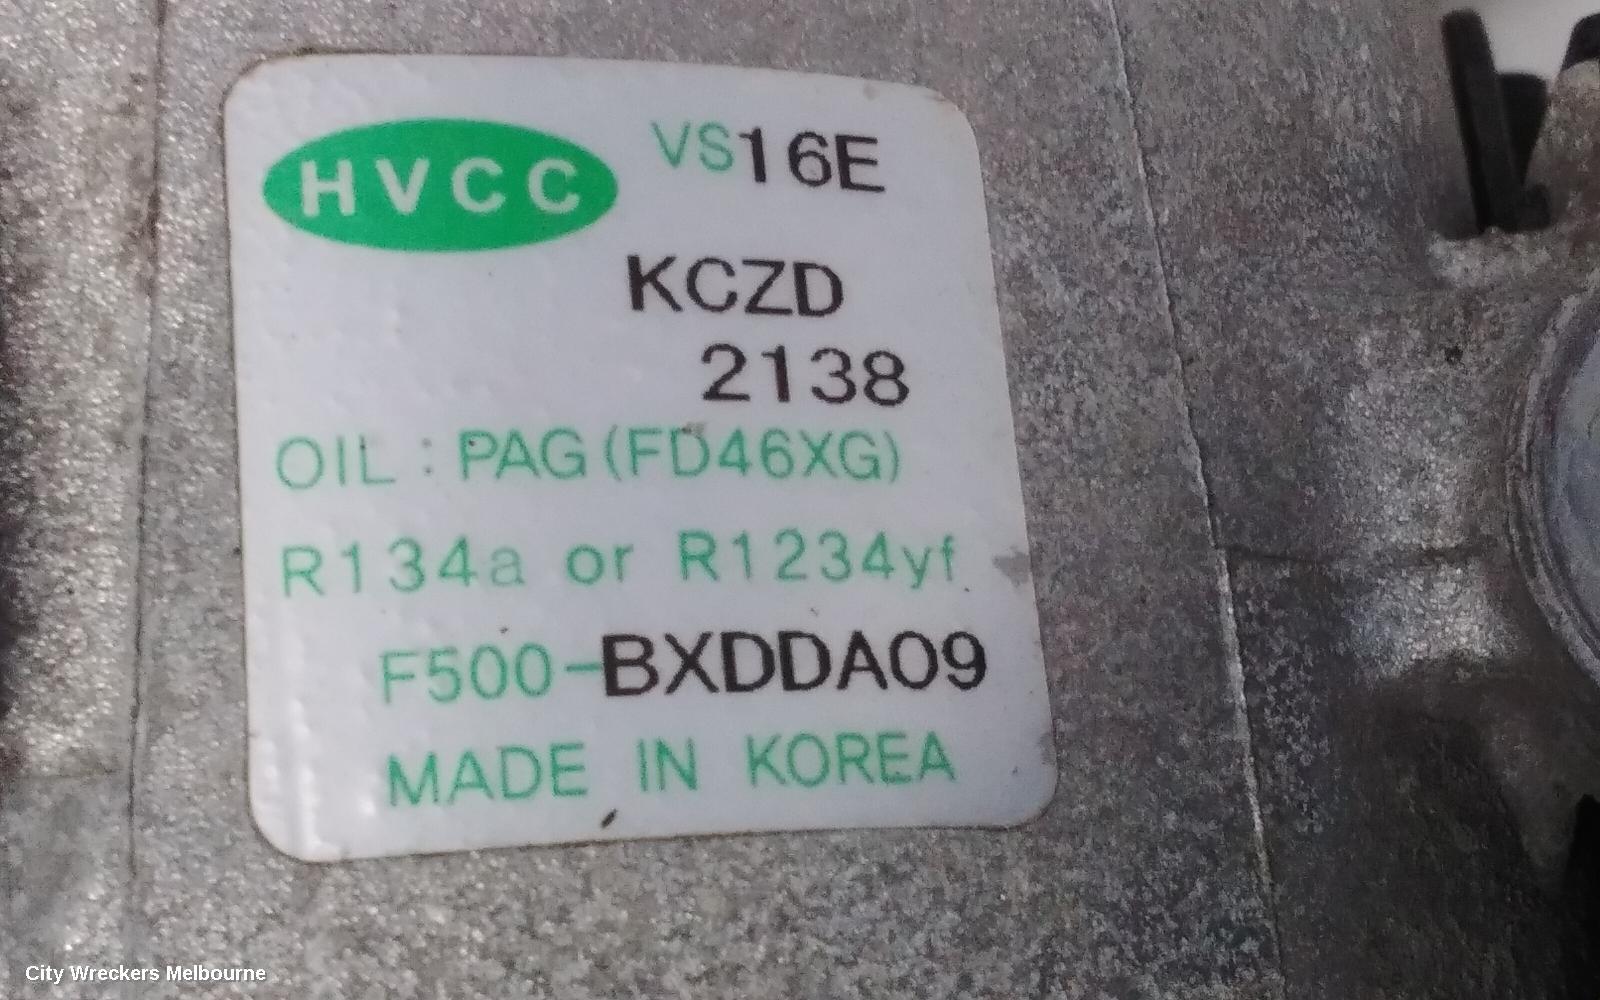 HVCC VS16E
KCZD
2138
OIL : PAG (FD46XG)
R134a or R1234yf
F500-BXDDA09
MADE IN KOREA
City Wreckers Melbourne